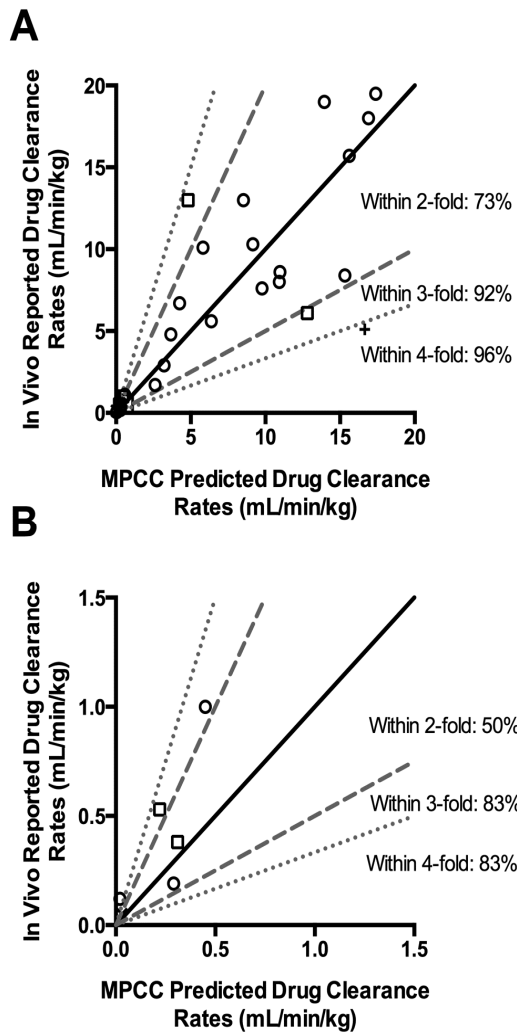 A
In Vivo Reported Drug Clearance
Rates (mL/min/kg)
20
15
10
5
0
Within 2-fold: 73%
Within 3-fold: 92%
Within 4-fold: 96%
0 5 10 15 20
MPCC Predicted Drug Clearance
Rates (mL/min/kg)
B
In Vivo Reported Drug Clearance
Rates (mL/min/kg)
1.5
1.0
0.5
0.0
Within 2-fold: 50%
Within 3-fold: 83%
Within 4-fold: 83%
0.0 0.5 1.0 1.5
MPCC Predicted Drug Clearance
Rates (mL/min/kg)